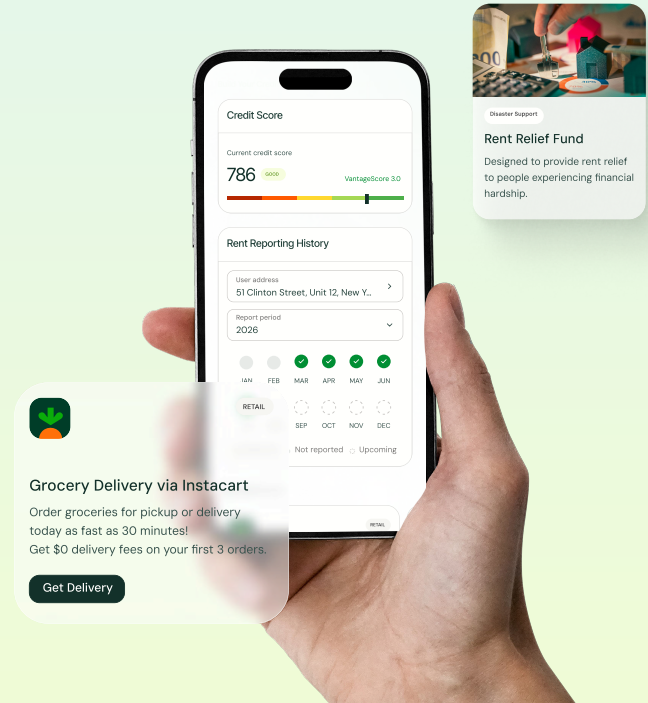 Credit Score
Current credit score
786 GOOD
VantageScore 3.0
Rent Reporting History
User address
51 Clinton Street, Unit 12, New Y...
Report period
2026
JAN FEB MAR APR MAY JUN
SEP OCT NOV DEC
Not reported Upcoming
RETAIL
Disaster Support
Rent Relief Fund
Designed to provide rent relief
to people experiencing financial
hardship.
RETAIL
Grocery Delivery via Instacart
Order groceries for pickup or delivery
today as fast as 30 minutes!
Get $0 delivery fees on your first 3 orders.
Get Delivery